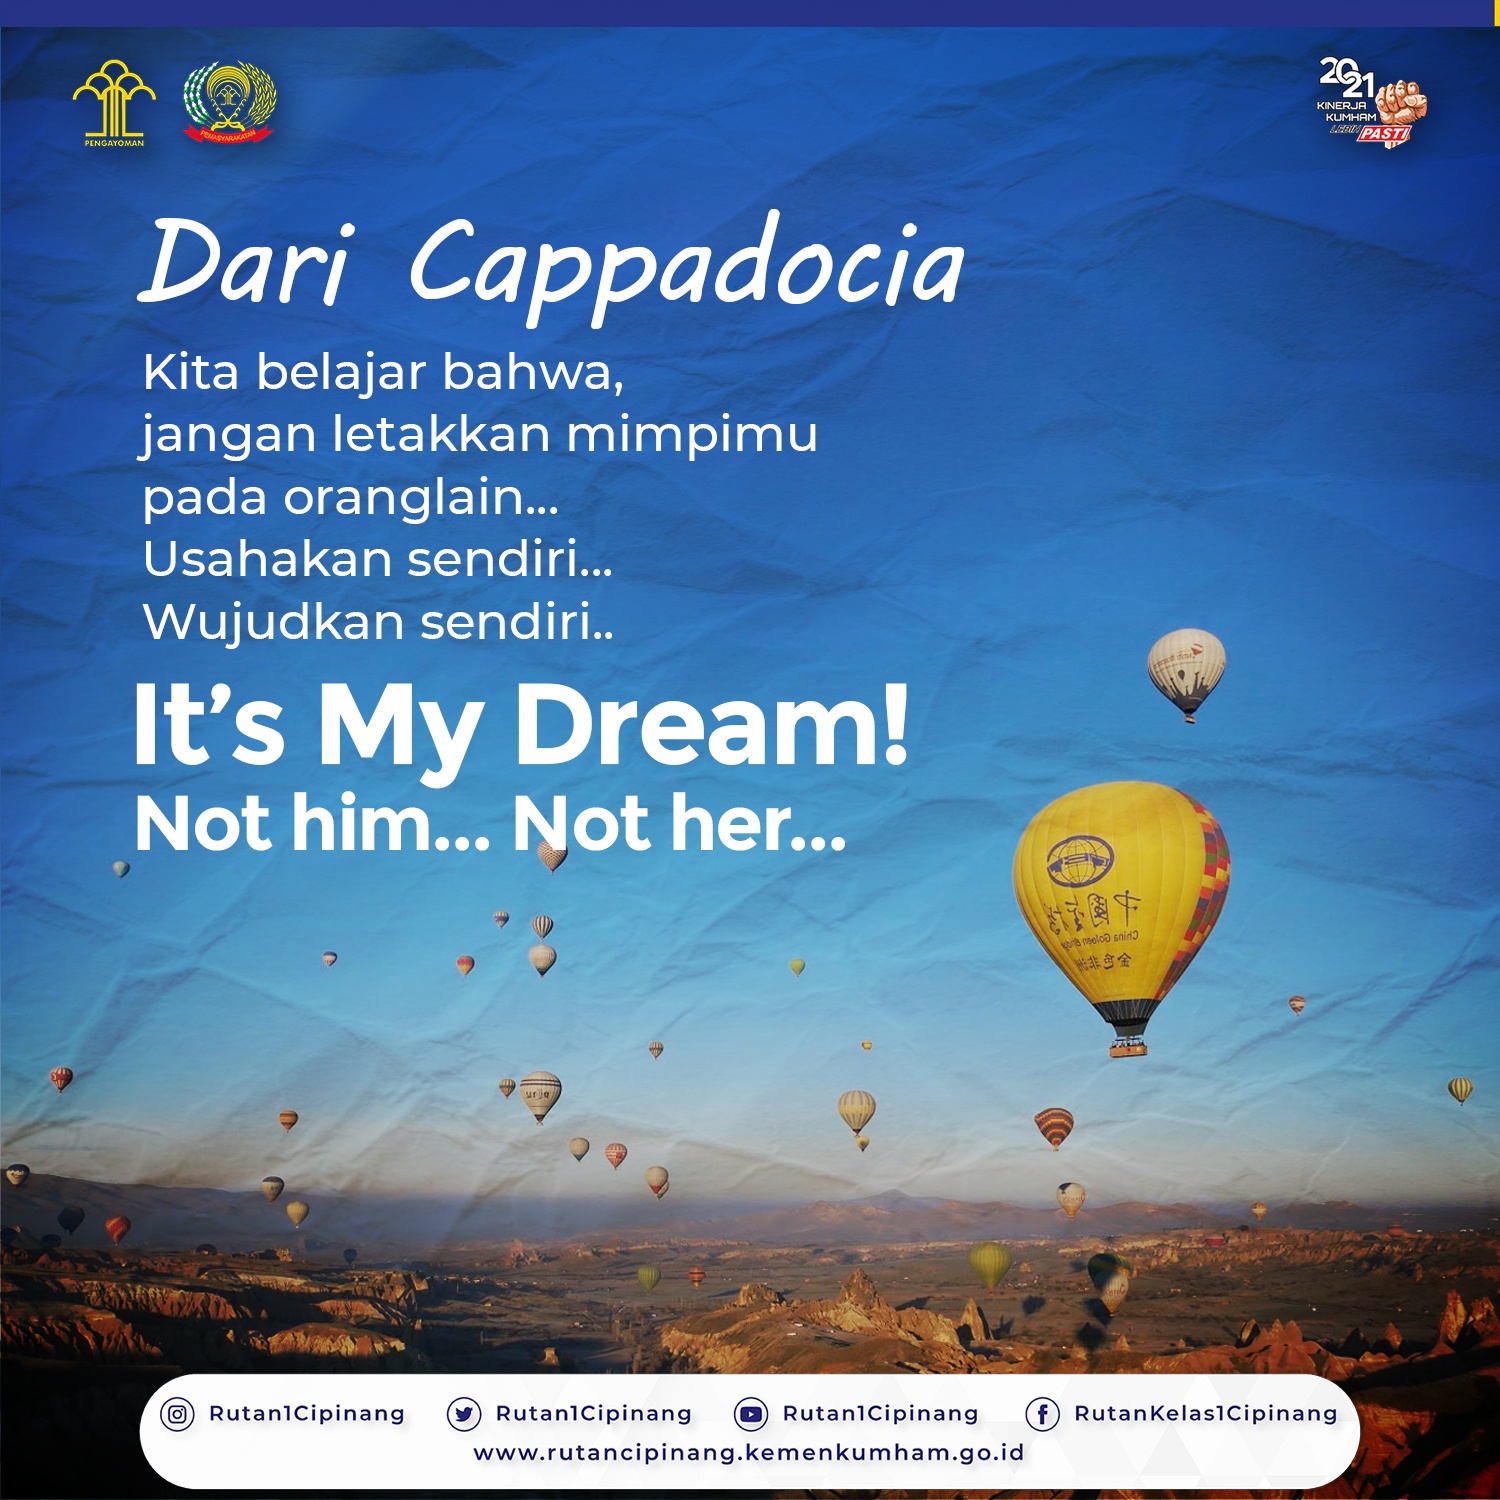 PENGAYOMAN
PEMASYARAKATAN
2021
KINERJA
KUMHAM
LEBIH PASTI
Dari Cappadocia
Kita belajar bahwa,
jangan letakkan mimpimu
pada oranglain...
Usahakan sendiri...
Wujudkan sendiri..
It's My Dream!
Not him... Not her...
China Golden
urja
Rutan1Cipinang Rutan1Cipinang Rutan1Cipinang RutanKelas1Cipinang
www.rutancipinang.kemenkumham.go.id